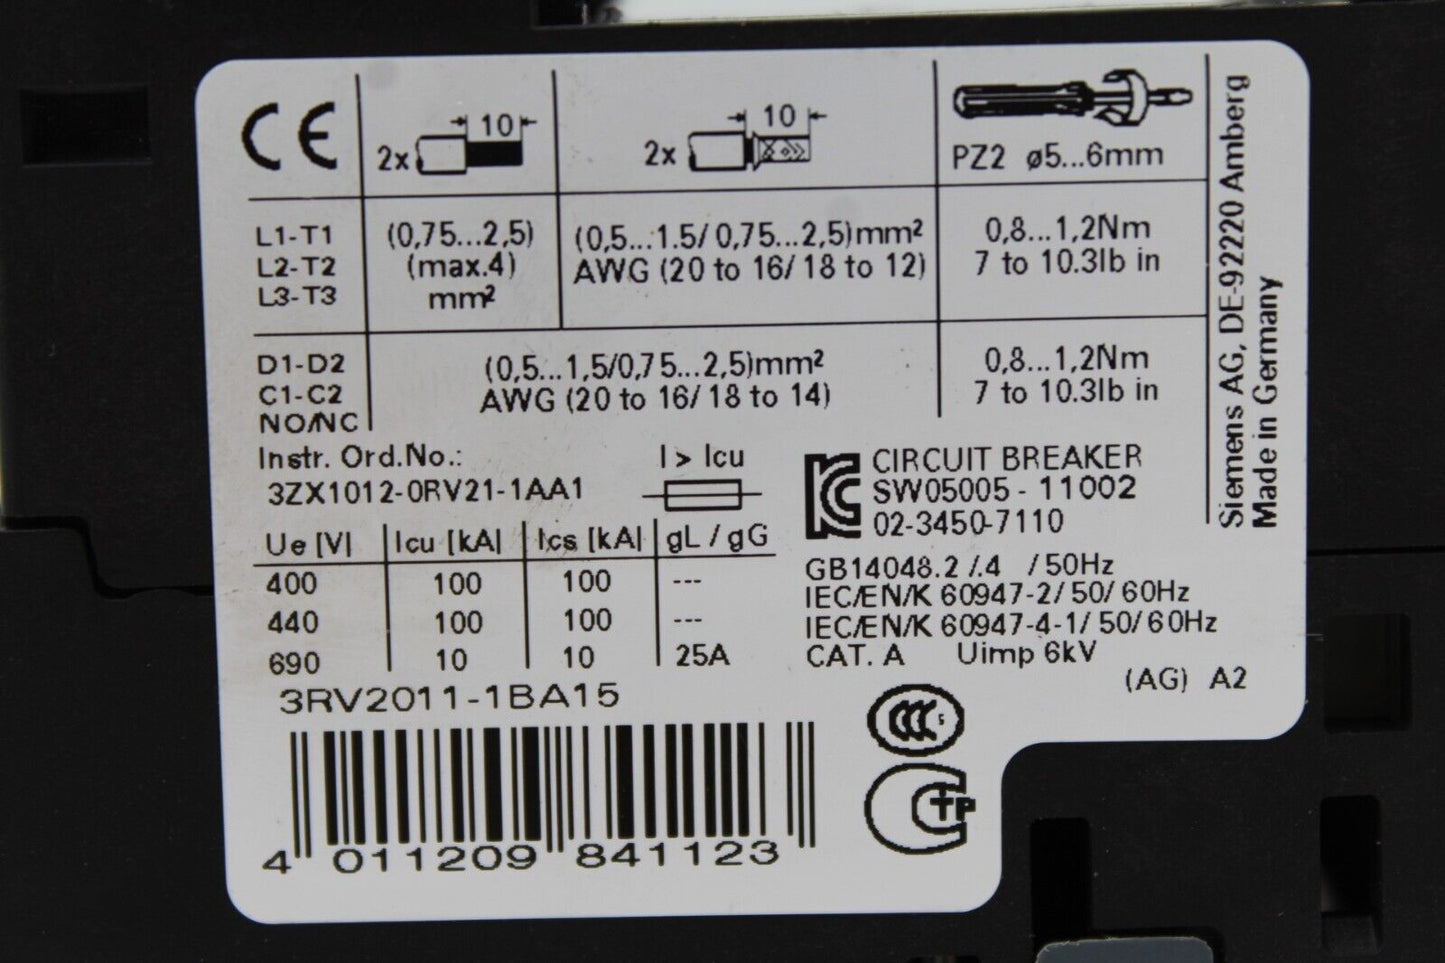 CE
2x 10
2x 10
PZ2 ø5...6mm
L1-T1
L2-T2
L3-T3
(0,75...2,5)
(max.4)
mm²
(0,5...1.5/0,75...2,5)mm²
AWG (20 to 16/18 to 12)
0,8...1,2Nm
7 to 10.3lb in
D1-D2
C1-C2
NO/NC
(0,5...1,5/0,75...2,5)mm²
AWG (20 to 16/18 to 14)
0,8...1,2Nm
7 to 10.3lb in
Siemens AG, DE-92220 Amberg
Made in Germany
Instr. Ord.No.:
3ZX1012-0RV21-1AA1
I > Icu
CIRCUIT BREAKER
SW05005-11002
02-3450-7110
Ue [V] Icu [kA] Ics [kA] gL / gG
400 100 100 ---
440 100 100 ---
690 10 10 25A
GB14048.2 /.4 /50Hz
IEC/EN/K 60947-2/50/60Hz
IEC/EN/K 60947-4-1/50/60Hz
CAT. A Uimp 6kV
(AG) A2
3RV2011-1BA15
4 011209 841123